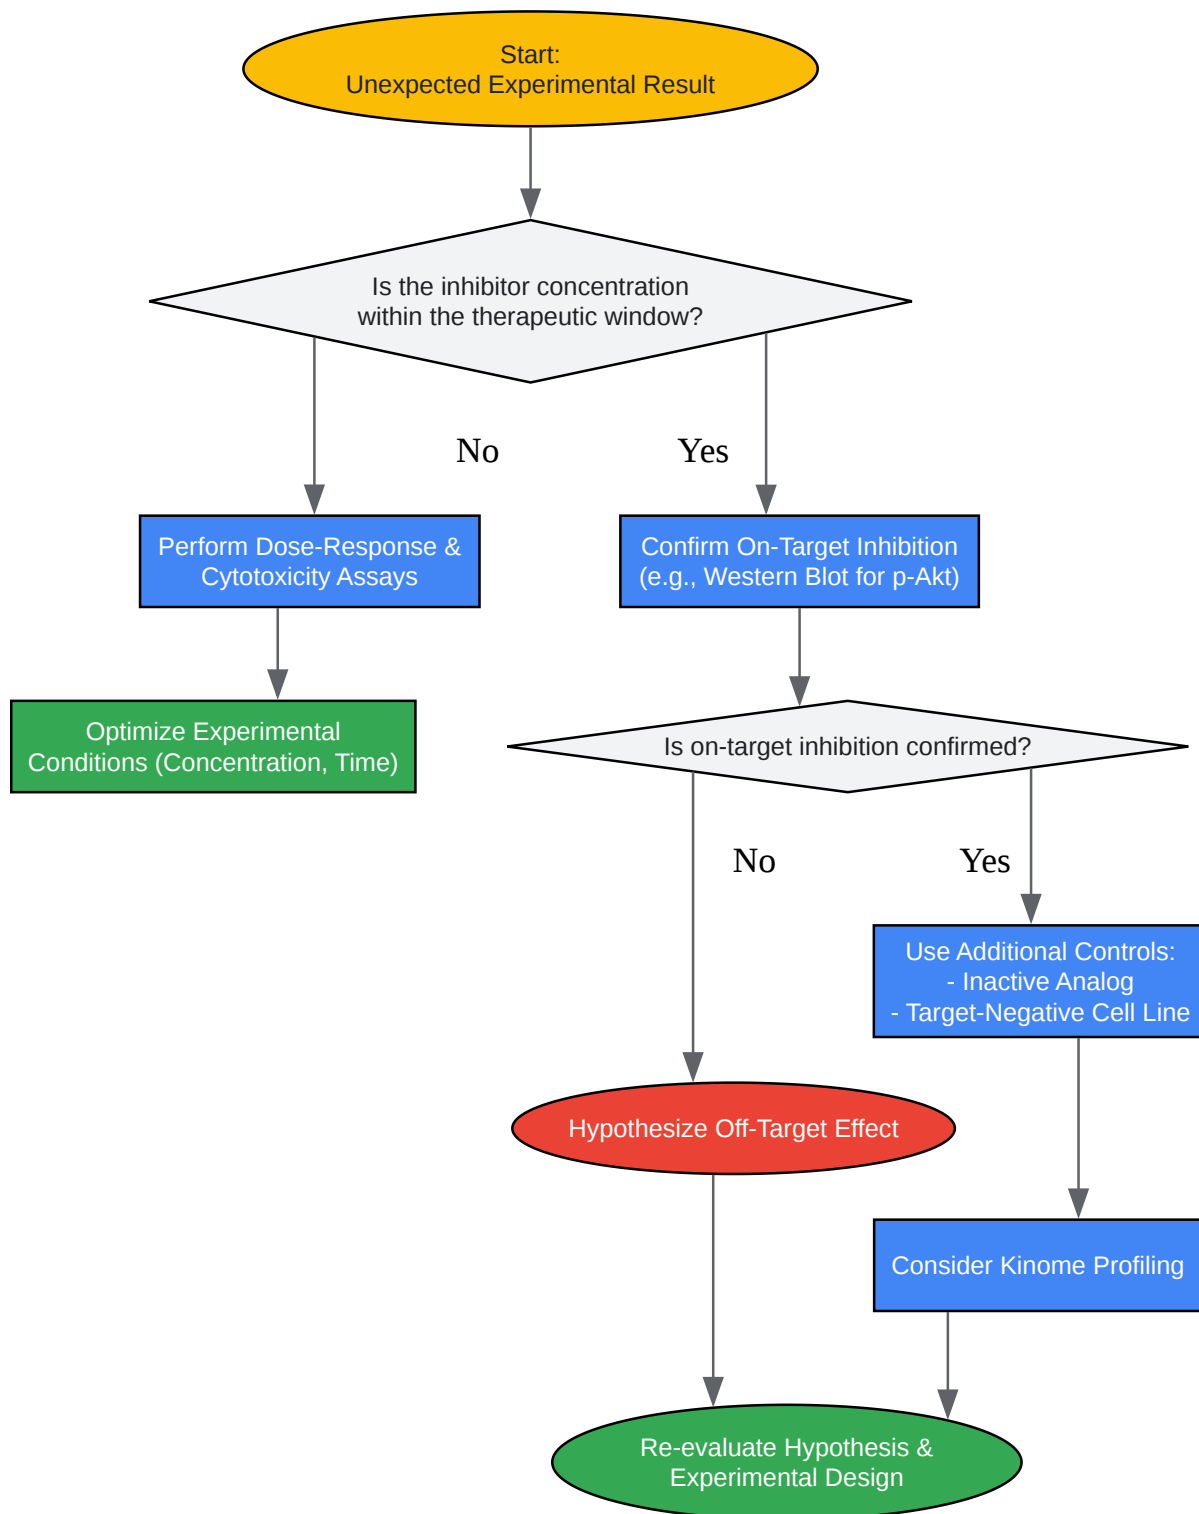 Start:
Unexpected Experimental Result
Is the inhibitor concentration
within the therapeutic window?
No
Yes
Perform Dose-Response &
Cytotoxicity Assays
Confirm On-Target Inhibition
(e.g., Western Blot for p-Akt)
Optimize Experimental
Conditions (Concentration, Time)
Is on-target inhibition confirmed?
No
Yes
Use Additional Controls:
- Inactive Analog
- Target-Negative Cell Line
Hypothesize Off-Target Effect
Consider Kinome Profiling
Re-evaluate Hypothesis &
Experimental Design